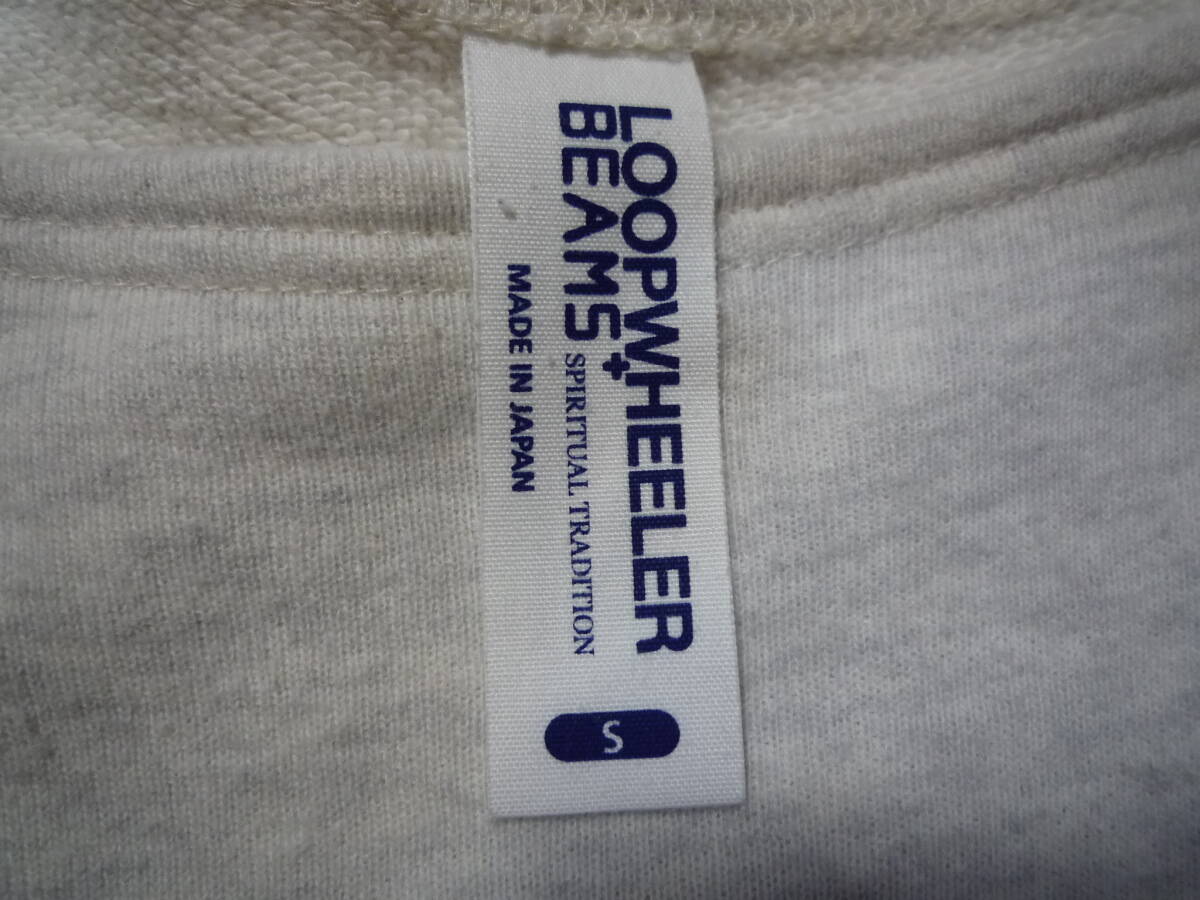 LOOPWHEELER
+
BEAMS
SPIRITUAL TRADITION
MADE IN JAPAN
S